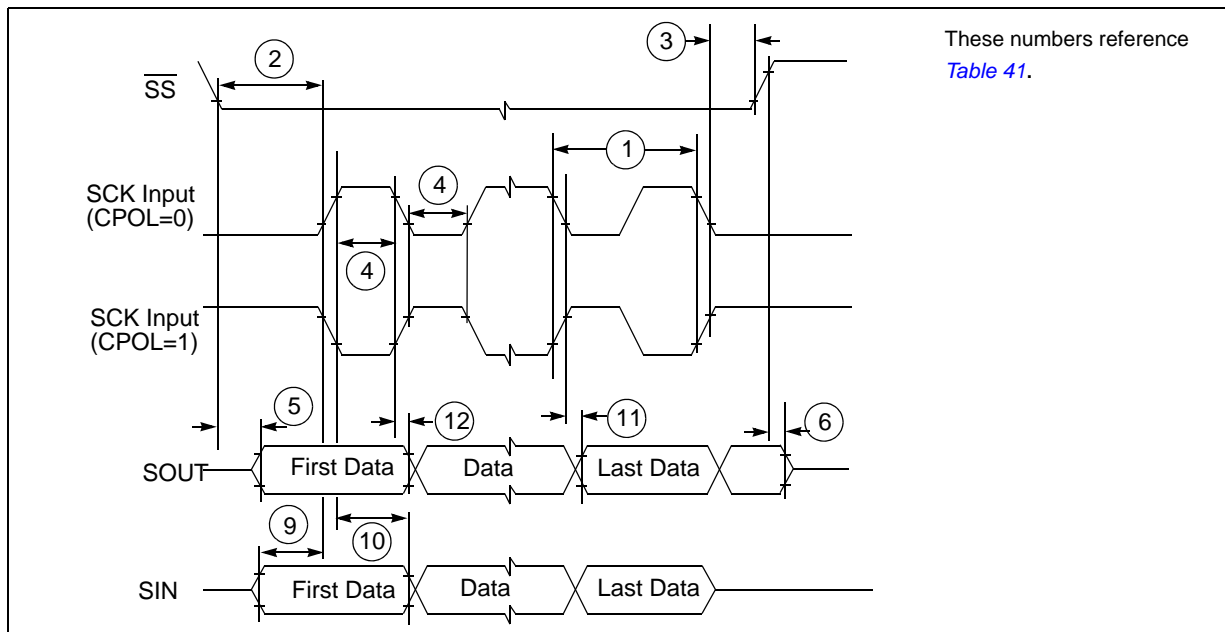 These numbers reference
Table 41.
3
2
SS
1
SCK Input
(CPOL=0)
4
4
SCK Input
(CPOL=1)
5
12
11
6
SOUT
First Data
Data
Last Data
9
10
SIN
First Data
Data
Last Data